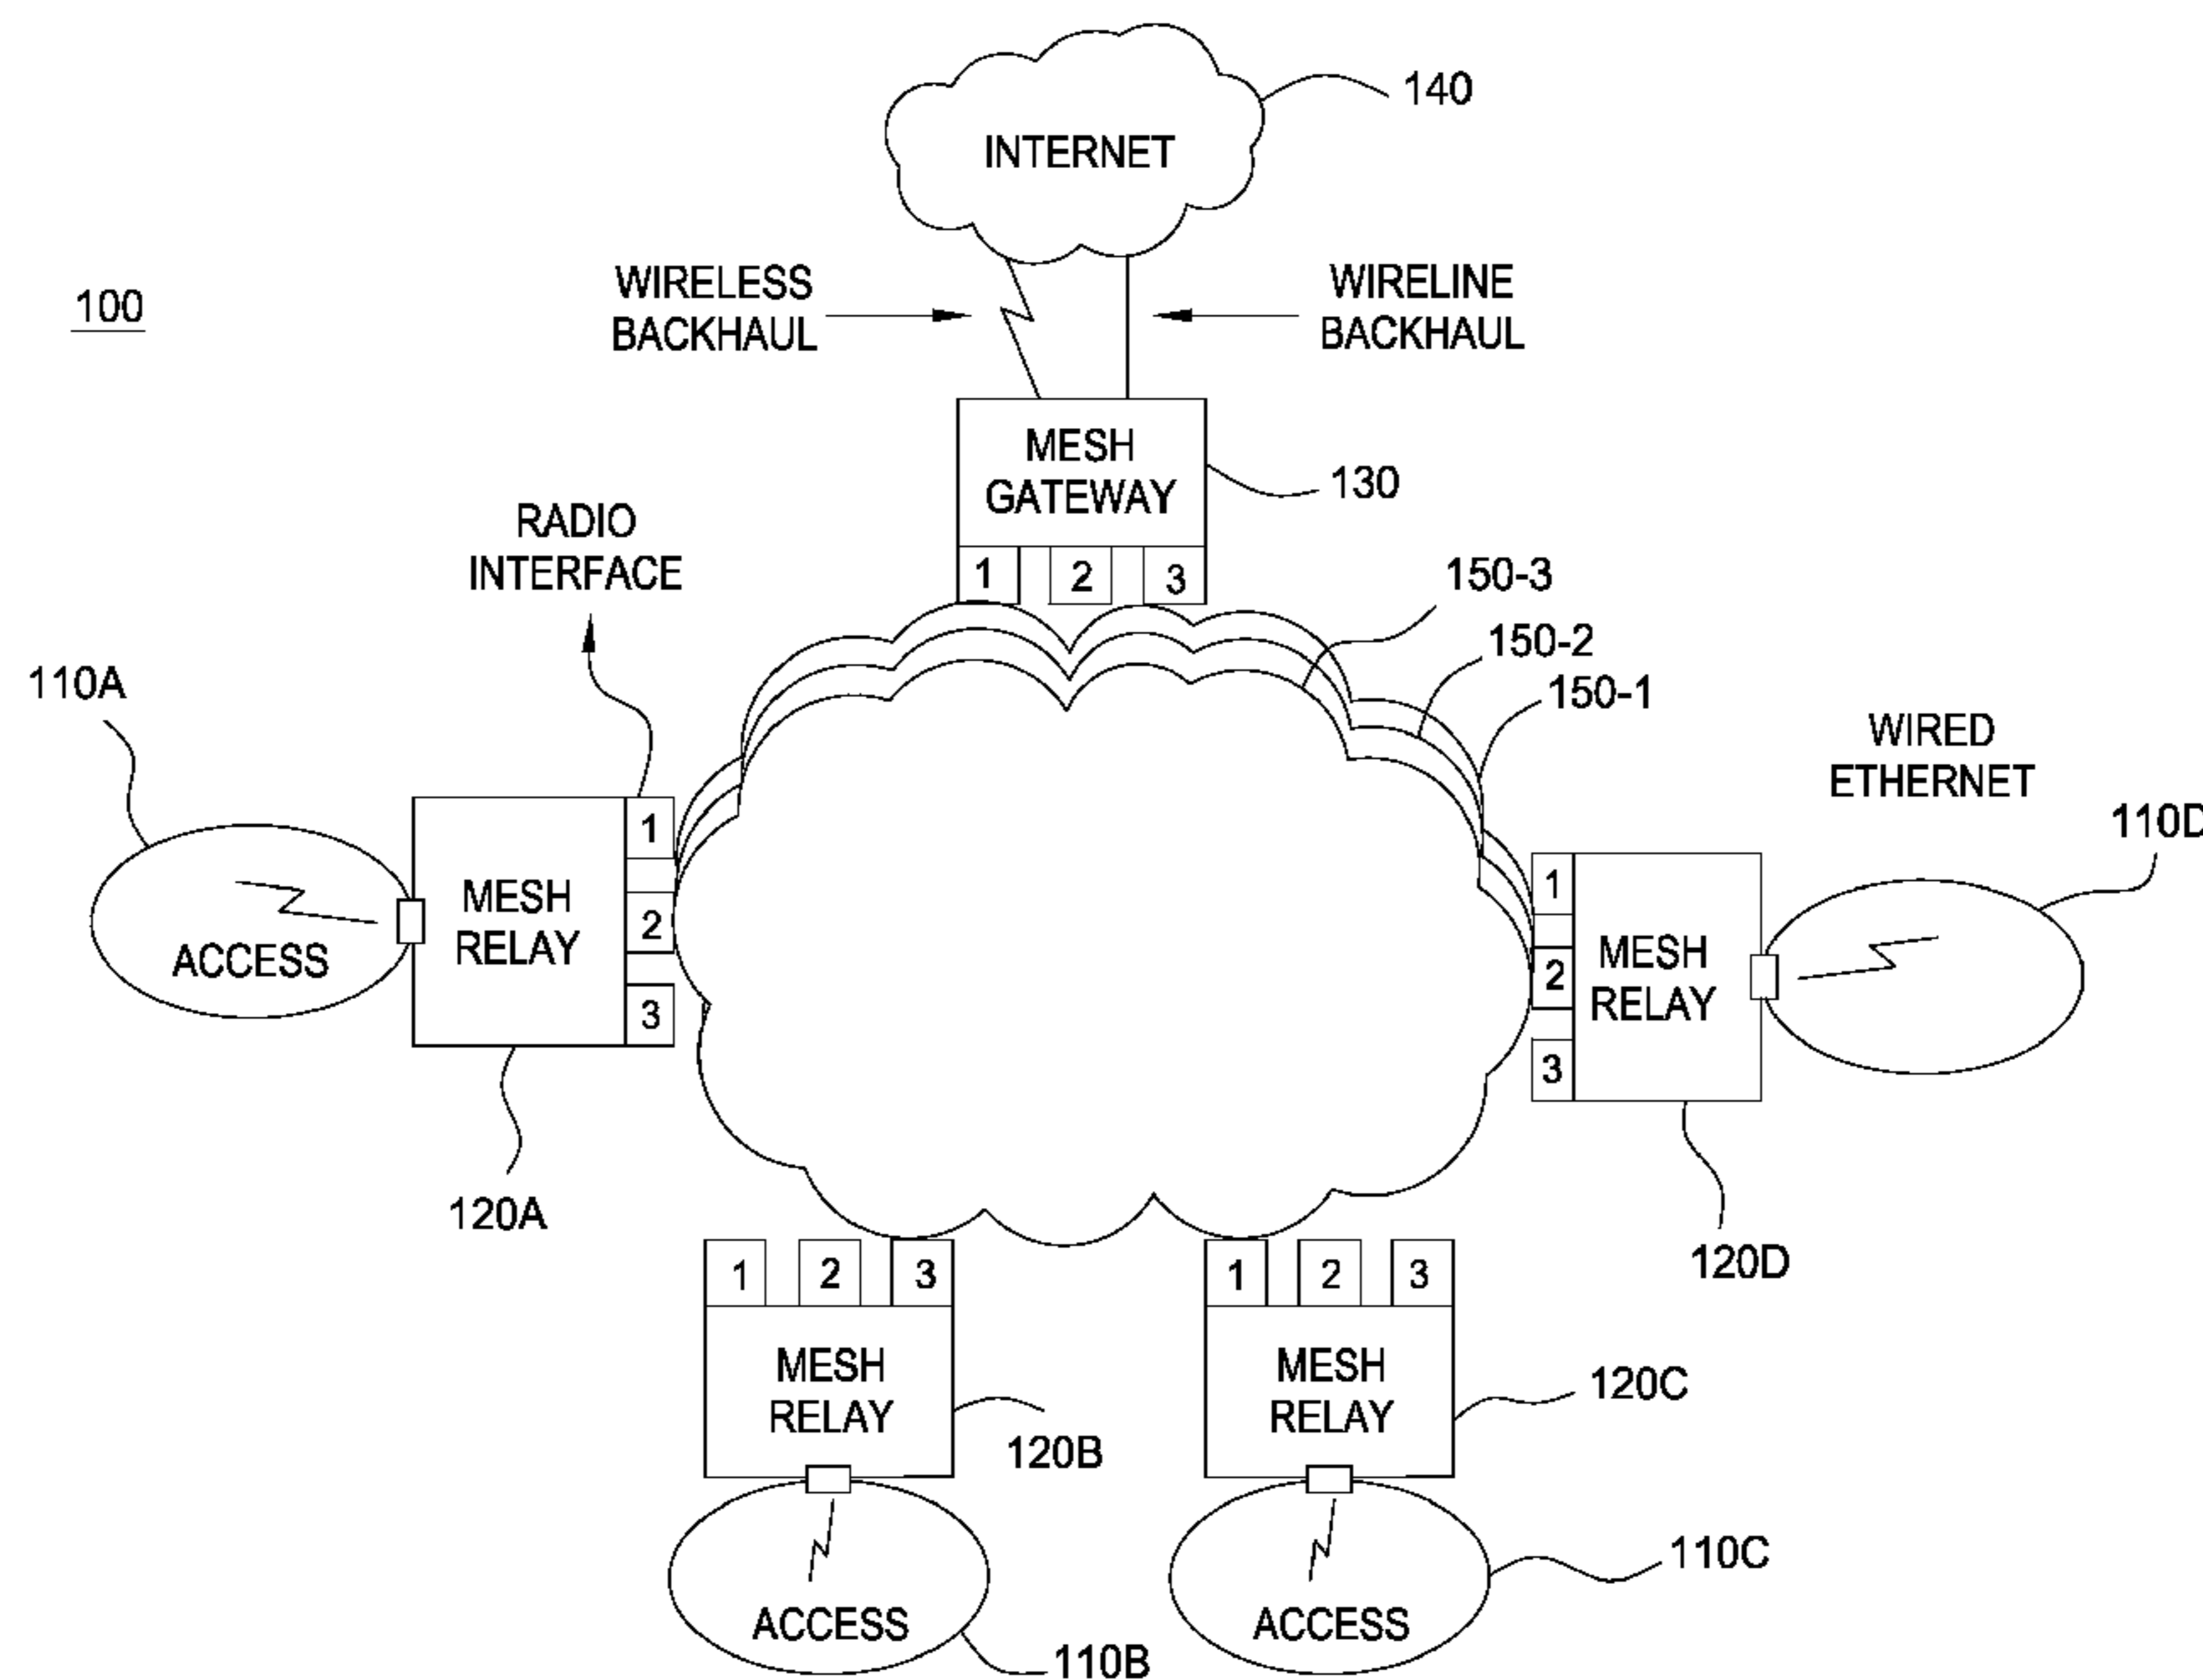 140
INTERNET
WIRELESS
BACKHAUL
WIRELINE
BACKHAUL
100
MESH
GATEWAY
130
1 2 3
RADIO
INTERFACE
150-3
150-2
150-1
110A
WIRED
ETHERNET
110D
MESH
RELAY
1
2
3
ACCESS
120A
1
2
3
MESH
RELAY
120D
1 2 3
MESH
RELAY
120B
ACCESS
110B
1 2 3
MESH
RELAY
120C
ACCESS
110C